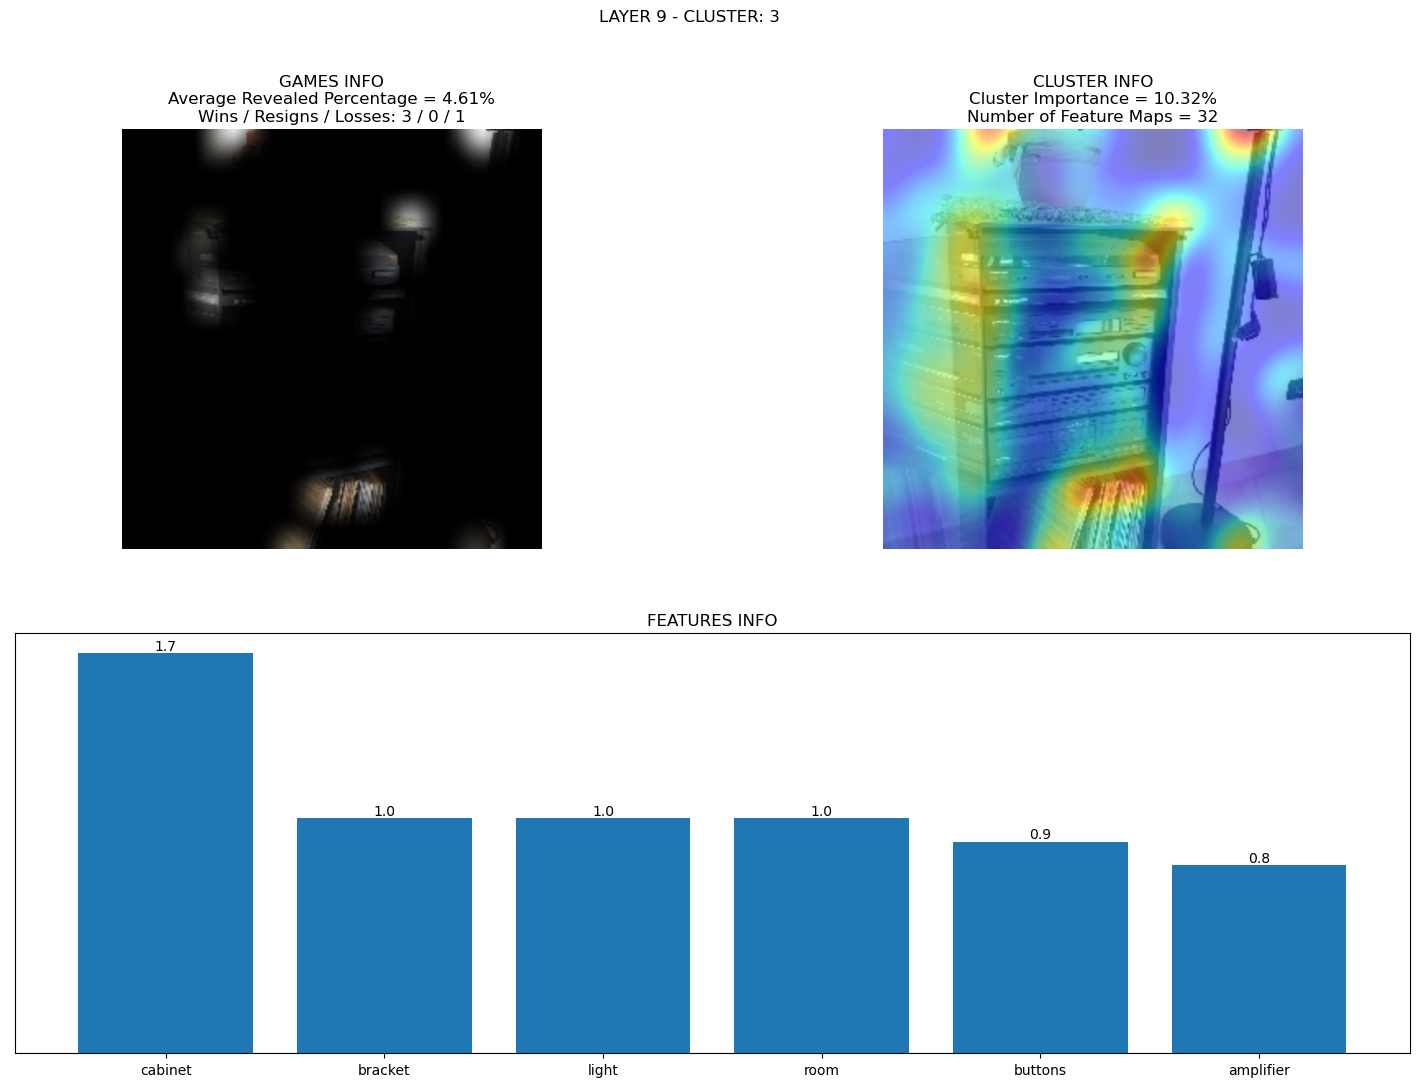 LAYER 9 - CLUSTER: 3
GAMES INFO
Average Revealed Percentage = 4.61%
Wins / Resigns / Losses: 3 / 0 / 1
CLUSTER INFO
Cluster Importance = 10.32%
Number of Feature Maps = 32
FEATURES INFO
1.7
1.0
1.0
1.0
0.9
0.8
cabinet
bracket
light
room
buttons
amplifier